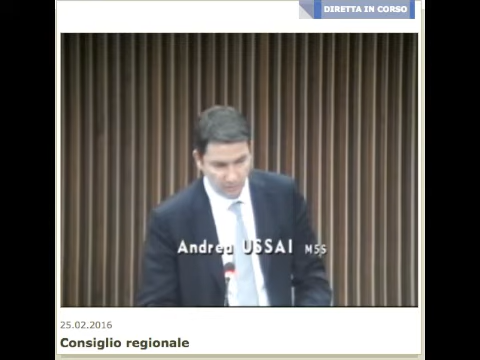 DIRETTA IN CORSO
Andrea USSAI M5S
25.02.2016
Consiglio regionale